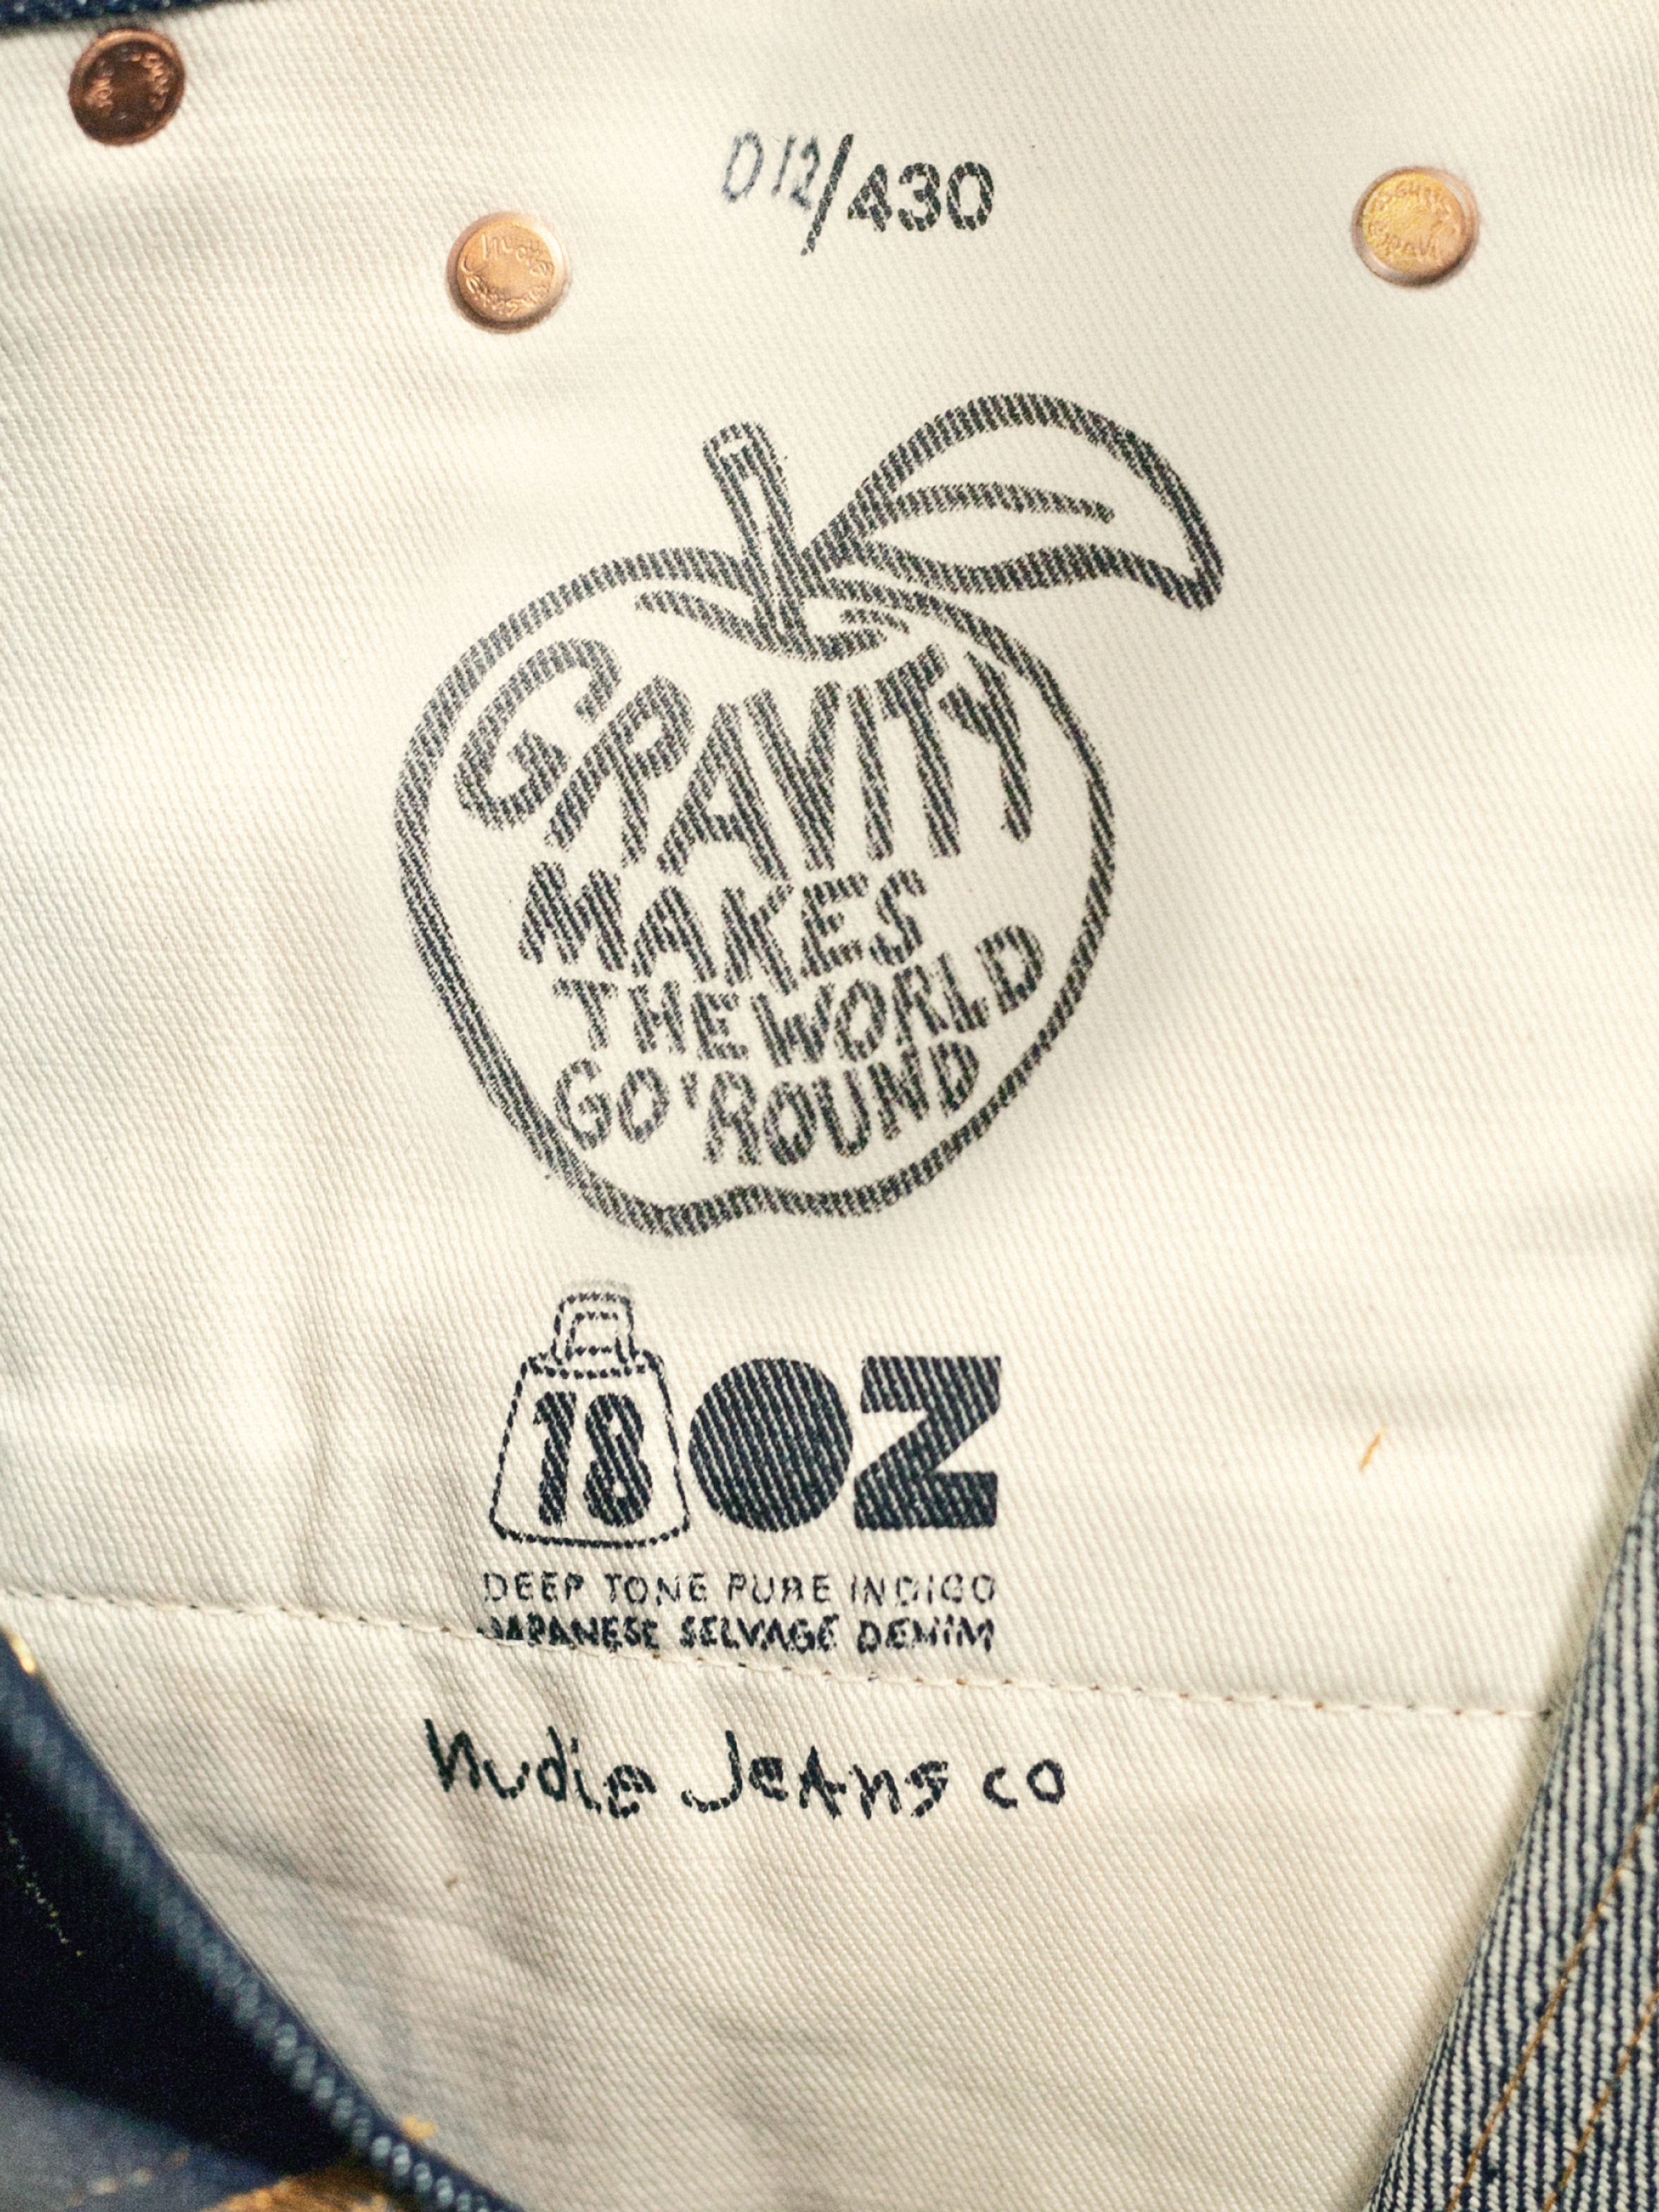 012/430
GRAVITY
MAKES
THE WORLD
GO 'ROUND
18 OZ
DEEP TONE PURE INDIGO
JAPANESE SELVAGE DENIM
Nudie Jeans co